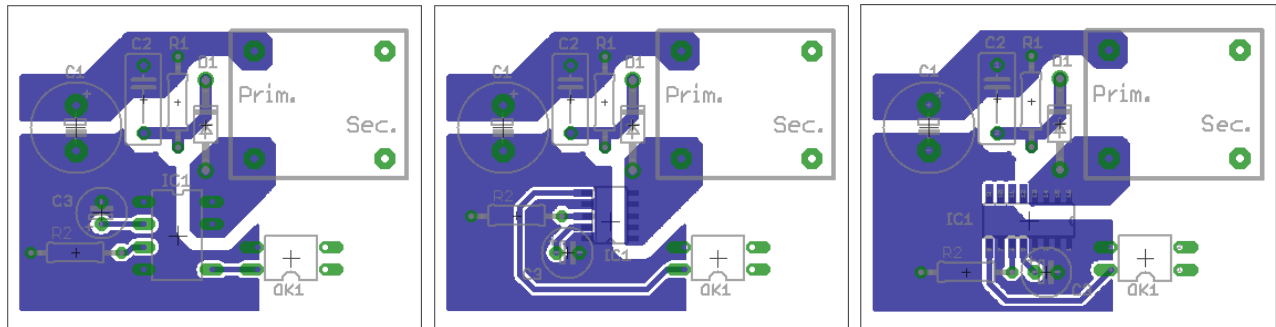 C2
R1
D1
C1
Prim.
Sec.
IC1
C3
R2
OK1
C2
R1
D1
C1
Prim.
Sec.
R2
C3
IC1
OK1
C2
R1
D1
C1
Prim.
Sec.
IC1
R2
C3
OK1